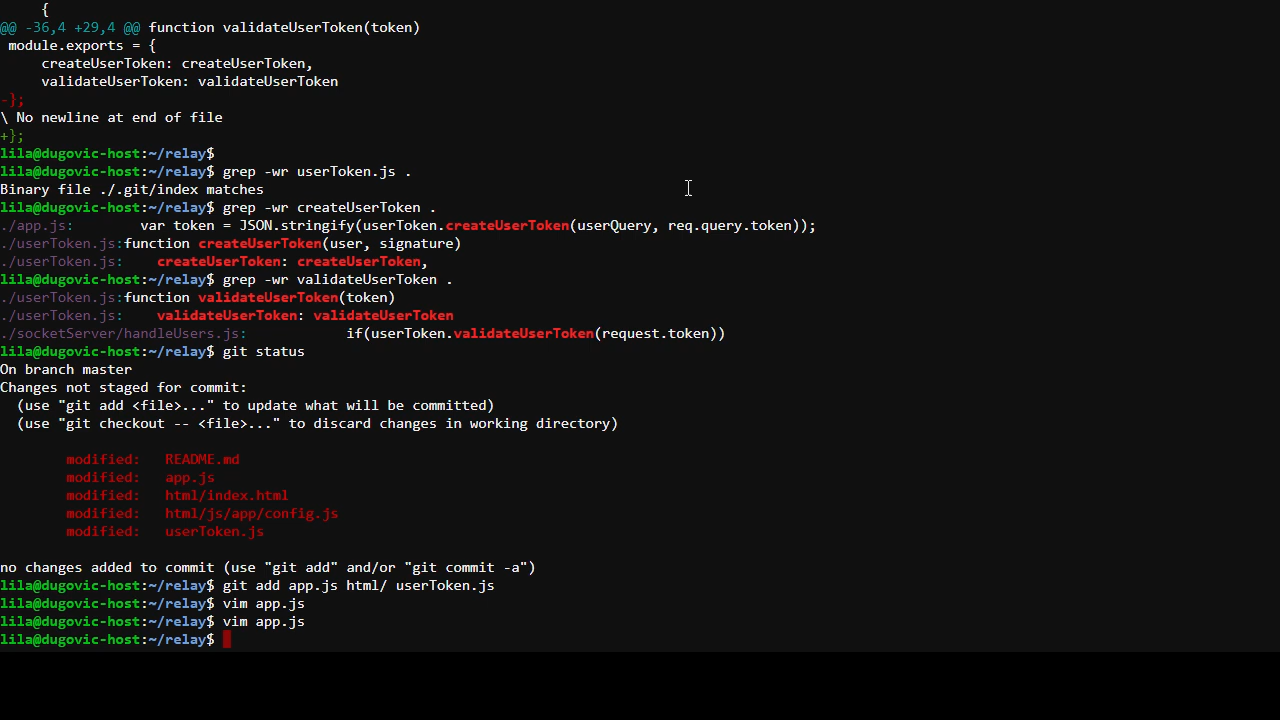 {
@@ -36,4 +29,4 @@ function validateUserToken(token)
 module.exports = {
     createUserToken: createUserToken,
     validateUserToken: validateUserToken
-};
\ No newline at end of file
+};
lila@dugovic-host:~/relay$
lila@dugovic-host:~/relay$ grep -wr userToken.js .
Binary file ./.git/index matches
lila@dugovic-host:~/relay$ grep -wr createUserToken .
./app.js:        var token = JSON.stringify(userToken.createUserToken(userQuery, req.query.token));
./userToken.js:function createUserToken(user, signature)
./userToken.js:    createUserToken: createUserToken,
lila@dugovic-host:~/relay$ grep -wr validateUserToken .
./userToken.js:function validateUserToken(token)
./userToken.js:    validateUserToken: validateUserToken
./socketServer/handleUsers.js:            if(userToken.validateUserToken(request.token))
lila@dugovic-host:~/relay$ git status
On branch master
Changes not staged for commit:
  (use "git add <file>..." to update what will be committed)
  (use "git checkout -- <file>..." to discard changes in working directory)
        modified:   README.md
        modified:   app.js
        modified:   html/index.html
        modified:   html/js/app/config.js
        modified:   userToken.js
no changes added to commit (use "git add" and/or "git commit -a")
lila@dugovic-host:~/relay$ git add app.js html/ userToken.js
lila@dugovic-host:~/relay$ vim app.js
lila@dugovic-host:~/relay$ vim app.js
lila@dugovic-host:~/relay$